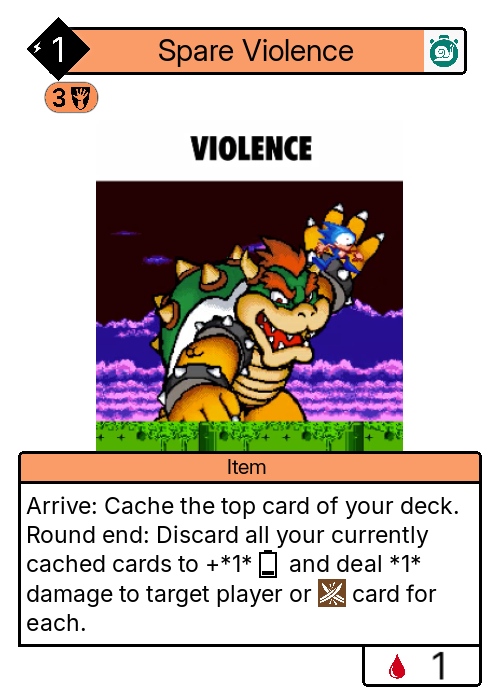 1
Spare Violence
3
VIOLENCE
Item
Arrive: Cache the top card of your deck.
Round end: Discard all your currently
cached cards to +*1* and deal *1*
damage to target player or card for
each.
1